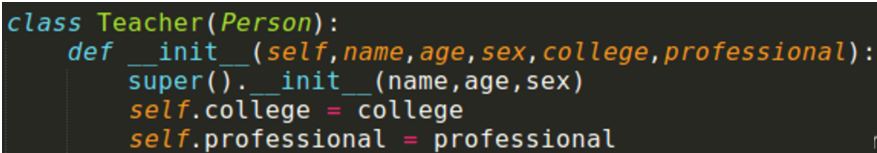 class Teacher(Person):
    def __init__(self,name,age,sex,college,professional):
        super().__init__(name,age,sex)
        self.college = college
        self.professional = professional